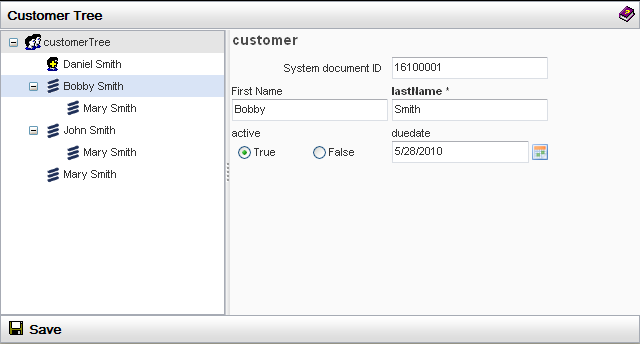 Customer Tree
customerTree
Daniel Smith
Bobby Smith
Mary Smith
John Smith
Mary Smith
Mary Smith
customer
System document ID 16100001
First Name lastName *
Bobby Smith
active duedate
True False 5/28/2010
Save